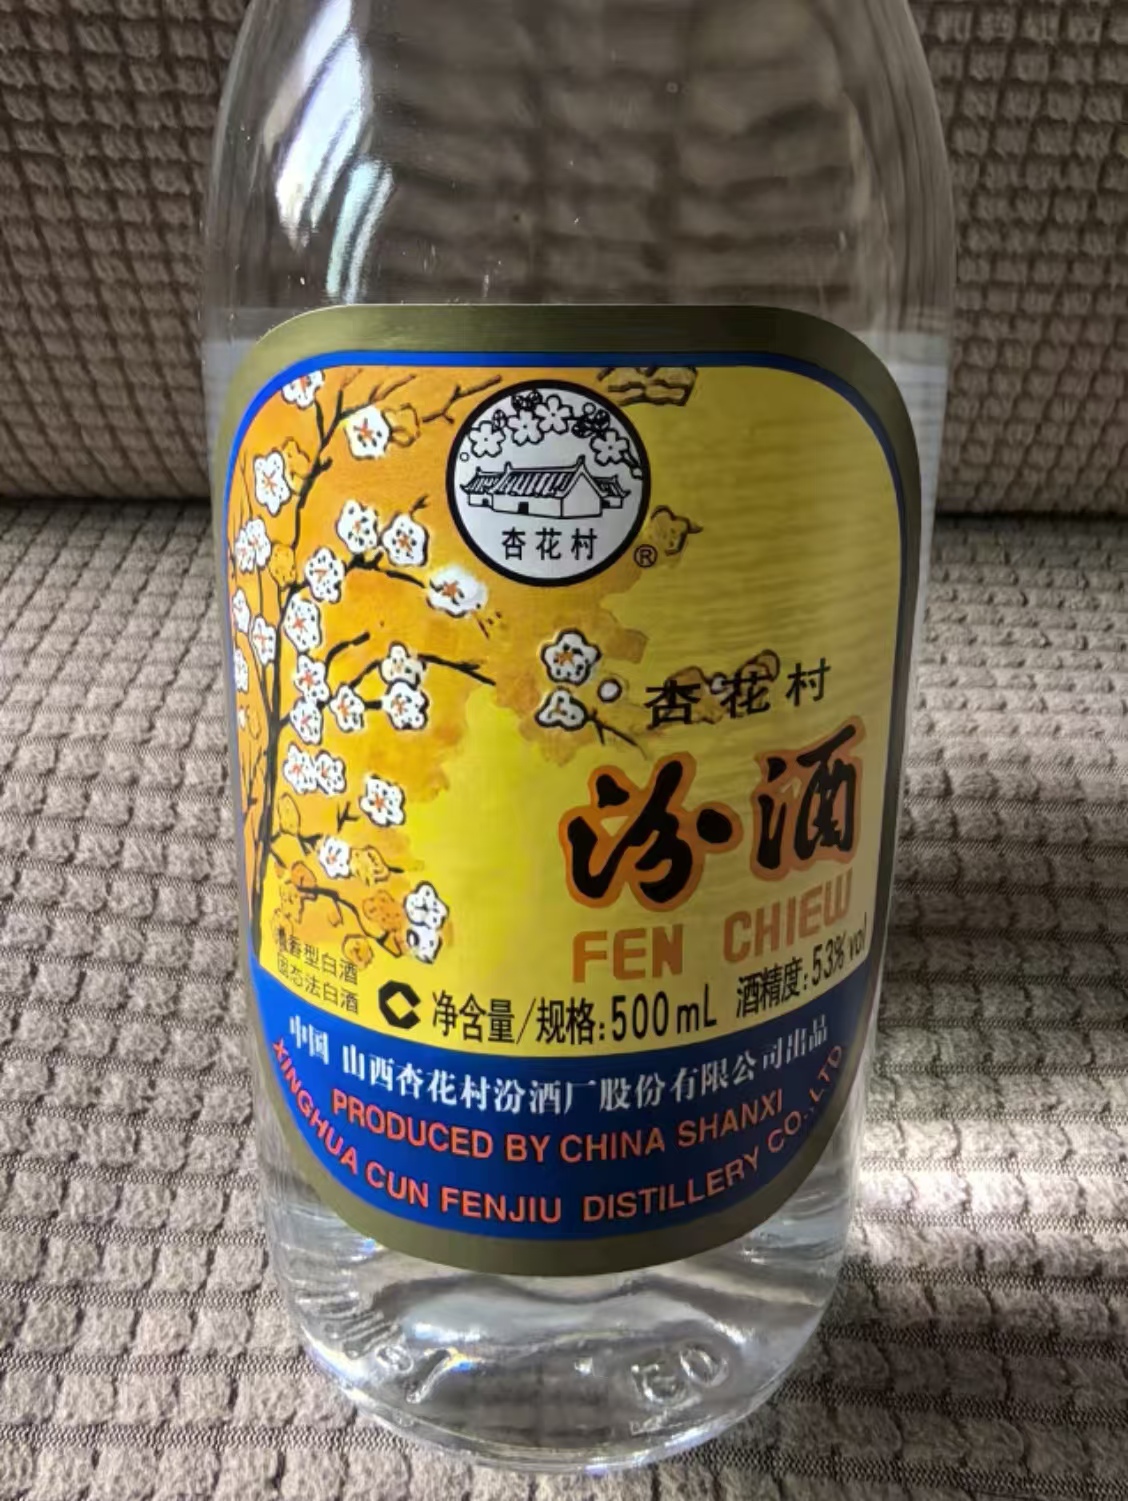 杏花村
®
杏花村
汾酒
FEN CHIEW
清香型白酒
固态法白酒
净含量/规格:500mL 酒精度:53%vol
中国 山西杏花村汾酒厂股份有限公司出品
PRODUCED BY CHINA SHANXI
XINGHUA CUN FENJIU DISTILLERY CO.,LTD
50